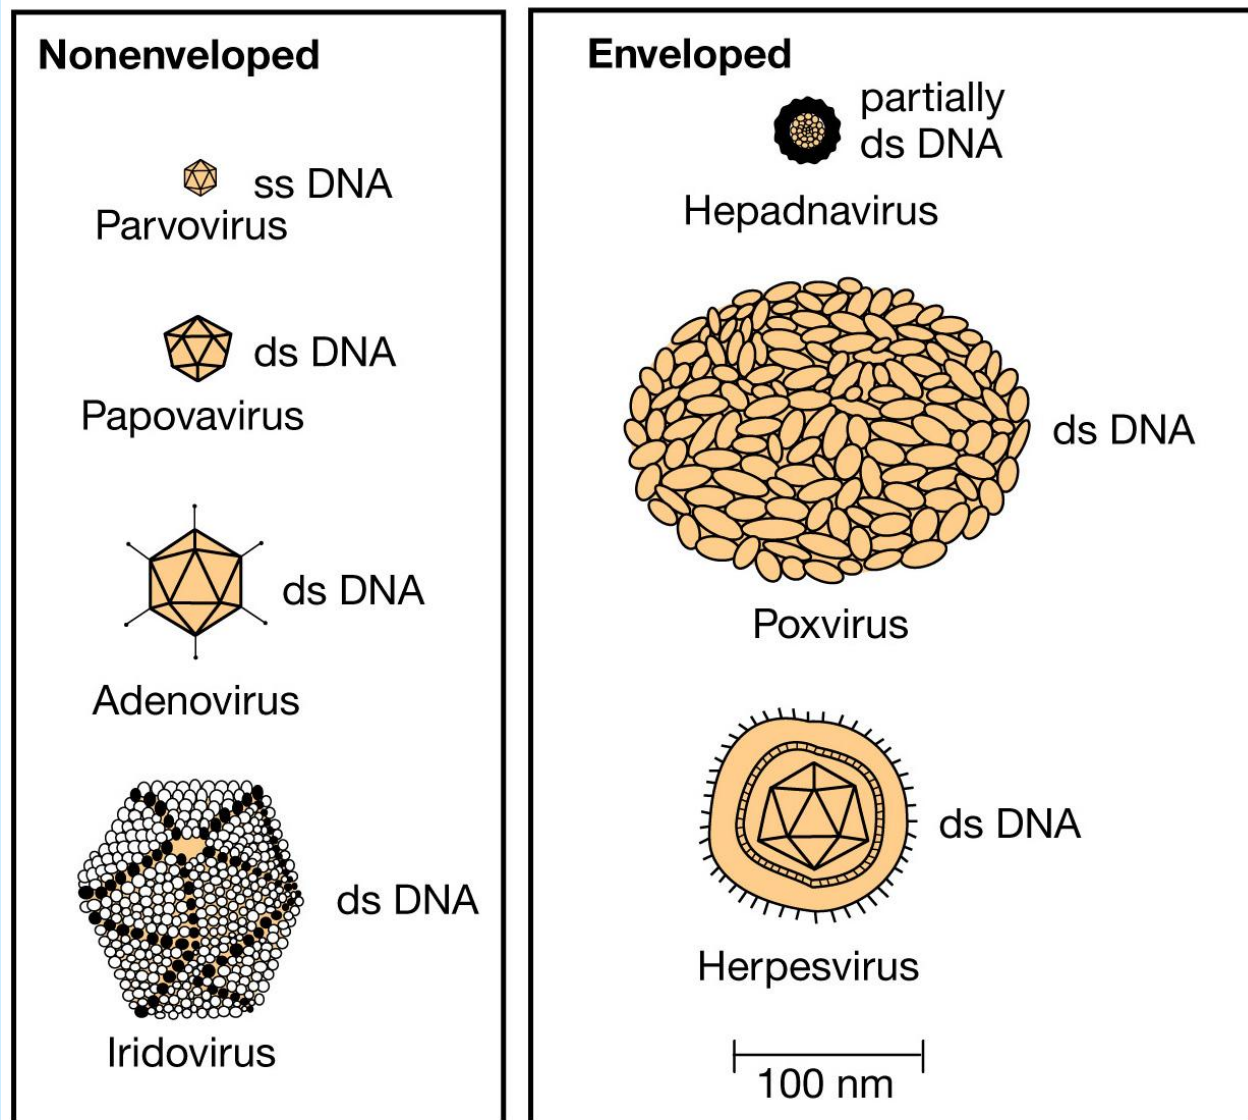 Nonenveloped
ss DNA
Parvovirus
ds DNA
Papovavirus
ds DNA
Adenovirus
ds DNA
Iridovirus
Enveloped
partially
ds DNA
Hepadnavirus
ds DNA
Poxvirus
ds DNA
Herpesvirus
100 nm